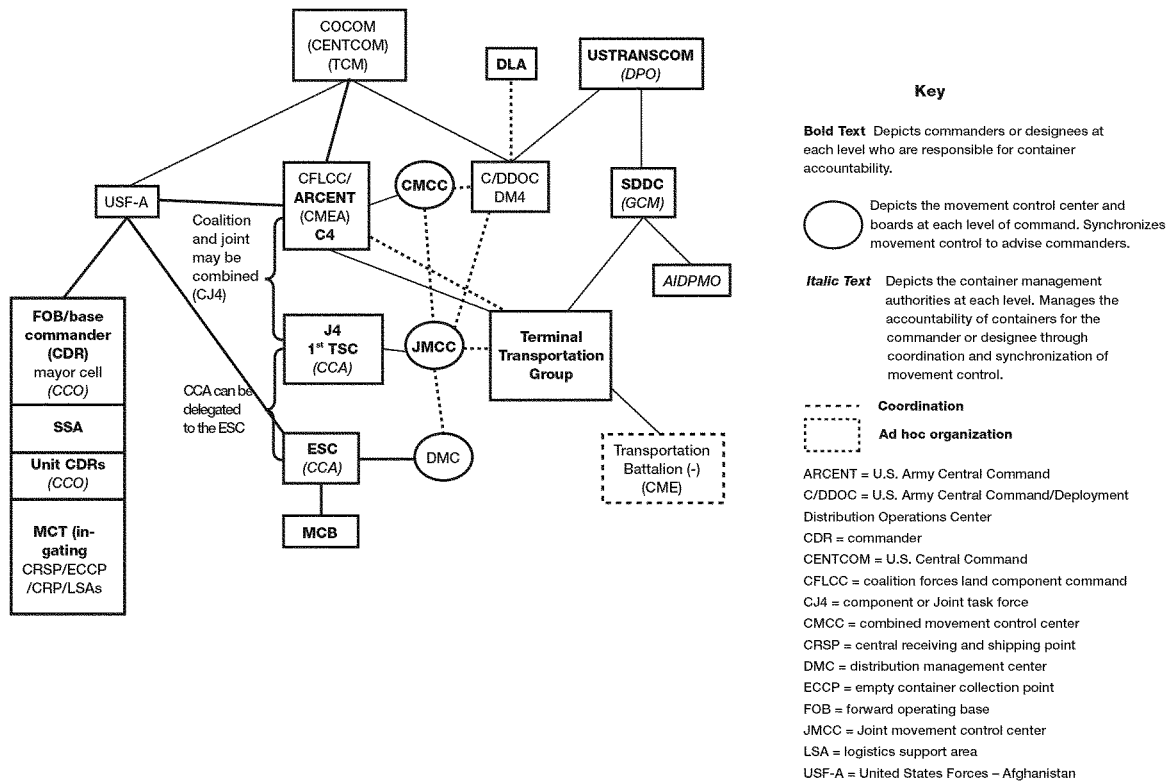 COCOM
(CENTCOM)
(TCM)
DLA
USTRANSCOM
(DPO)
USF-A
CFLCC/
ARCENT
(CMEA)
C4
CMCC
C/DDOC
DM4
SDDC
(GCM)
AIDPMO
Coalition
and joint
may be
combined
(CJ4)
FOB/base
commander
(CDR)
mayor cell
(CCO)
SSA
Unit CDRs
(CCO)
MCT (in-
gating)
CRSP/ECCP
/CRP/LSAs
J4
1st TSC
(CCA)
JMCC
Terminal
Transportation
Group
CCA can be
delegated
to the ESC
ESC
(CCA)
DMC
MCB
Transportation
Battalion (-)
(CME)
Key
Bold Text Depicts commanders or designees at
each level who are responsible for container
accountability.
Depicts the movement control center and
boards at each level of command. Synchronizes
movement control to advise commanders.
Italic Text Depicts the container management
authorities at each level. Manages the
accountability of containers for the
commander or designee through
coordination and synchronization of
movement control.
Coordination
Ad hoc organization
ARCENT = U.S. Army Central Command
C/DDOC = U.S. Army Central Command/Deployment
Distribution Operations Center
CDR = commander
CENTCOM = U.S. Central Command
CFLCC = coalition forces land component command
CJ4 = component or Joint task force
CMCC = combined movement control center
CRSP = central receiving and shipping point
DMC = distribution management center
ECCP = empty container collection point
FOB = forward operating base
JMCC = Joint movement control center
LSA = logistics support area
USF-A = United States Forces – Afghanistan